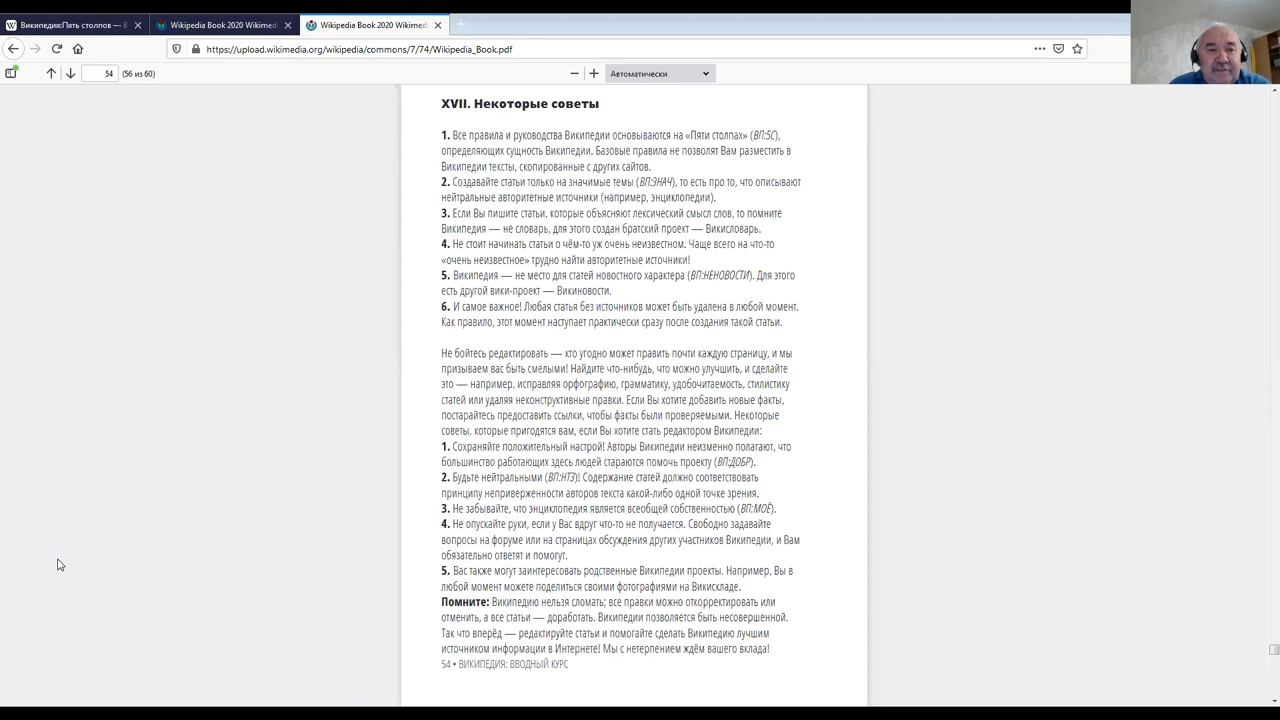 Википедия:Пять столпов — В
Wikipedia Book 2020 Wikimed
Wikipedia Book 2020 Wikimed
https://upload.wikimedia.org/wikipedia/commons/7/74/Wikipedia_Book.pdf
54 (56 из 60)
Автоматически
XVII. Некоторые советы
1. Все правила и руководства Википедии основываются на «Пяти столпах» (ВП:5С),
определяющих сущность Википедии. Базовые правила не позволят Вам разместить в
Википедии тексты, скопированные с других сайтов.
2. Создавайте статьи только на значимые темы (ВП:ЗНАЧ), то есть про то, что описывают
нейтральные авторитетные источники (например, энциклопедии).
3. Если Вы пишите статьи, которые объясняют лексический смысл слов, то помните
Википедия — не словарь, для этого создан братский проект — Викисловарь.
4. Не стоит начинать статьи о чём-то уж очень неизвестном. Чаще всего на что-то
«очень неизвестное» трудно найти авторитетные источники!
5. Википедия — не место для статей новостного характера (ВП:НЕНОВОСТИ). Для этого
есть другой вики-проект — Викиновости.
6. И самое важное! Любая статья без источников может быть удалена в любой момент.
Как правило, этот момент наступает практически сразу после создания такой статьи.
Не бойтесь редактировать — кто угодно может править почти каждую страницу, и мы
призываем вас быть смелыми! Найдите что-нибудь, что можно улучшить, и сделайте
это — например, исправляя орфографию, грамматику, удобочитаемость, стилистику
статей или удаляя неконструктивные правки. Если Вы хотите добавить новые факты,
постарайтесь предоставить ссылки, чтобы факты были проверяемыми. Некоторые
советы, которые пригодятся вам, если Вы хотите стать редактором Википедии:
1. Сохраняйте положительный настрой! Авторы Википедии неизменно полагают, что
большинство работающих здесь людей стараются помочь проекту (ВП:ДОБР).
2. Будьте нейтральными (ВП:НТЗ)! Содержание статей должно соответствовать
принципу неприверженности авторов текста какой-либо одной точке зрения.
3. Не забывайте, что энциклопедия является всеобщей собственностью (ВП:МОЁ).
4. Не опускайте руки, если у Вас вдруг что-то не получается. Свободно задавайте
вопросы на форуме или на страницах обсуждения других участников Википедии, и Вам
обязательно ответят и помогут.
5. Вас также могут заинтересовать родственные Википедии проекты. Например, Вы в
любой момент можете поделиться своими фотографиями на Викискладе.
Помните: Википедию нельзя сломать; все правки можно откорректировать или
отменить, а все статьи — доработать. Википедии позволяется быть несовершенной.
Так что вперёд — редактируйте статьи и помогайте сделать Википедию лучшим
источником информации в Интернете! Мы с нетерпением ждём вашего вклада!
54 • ВИКИПЕДИЯ: ВВОДНЫЙ КУРС